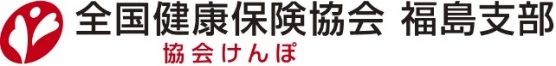 全国健康保険協会 福島支部
協会けんぽ